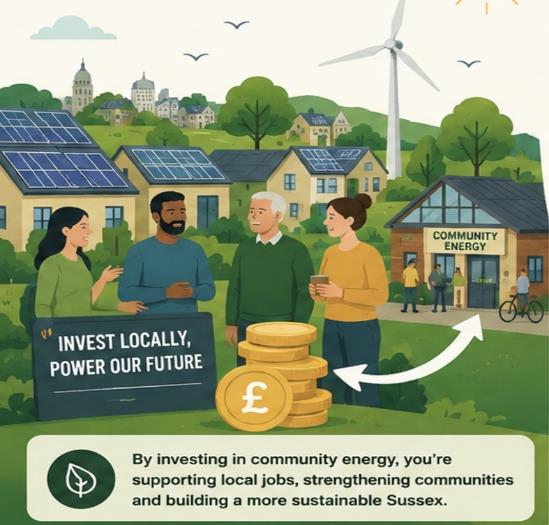 COMMUNITY
ENERGY
INVEST LOCALLY,
POWER OUR FUTURE
£
By investing in community energy, you're
supporting local jobs, strengthening communities
and building a more sustainable Sussex.